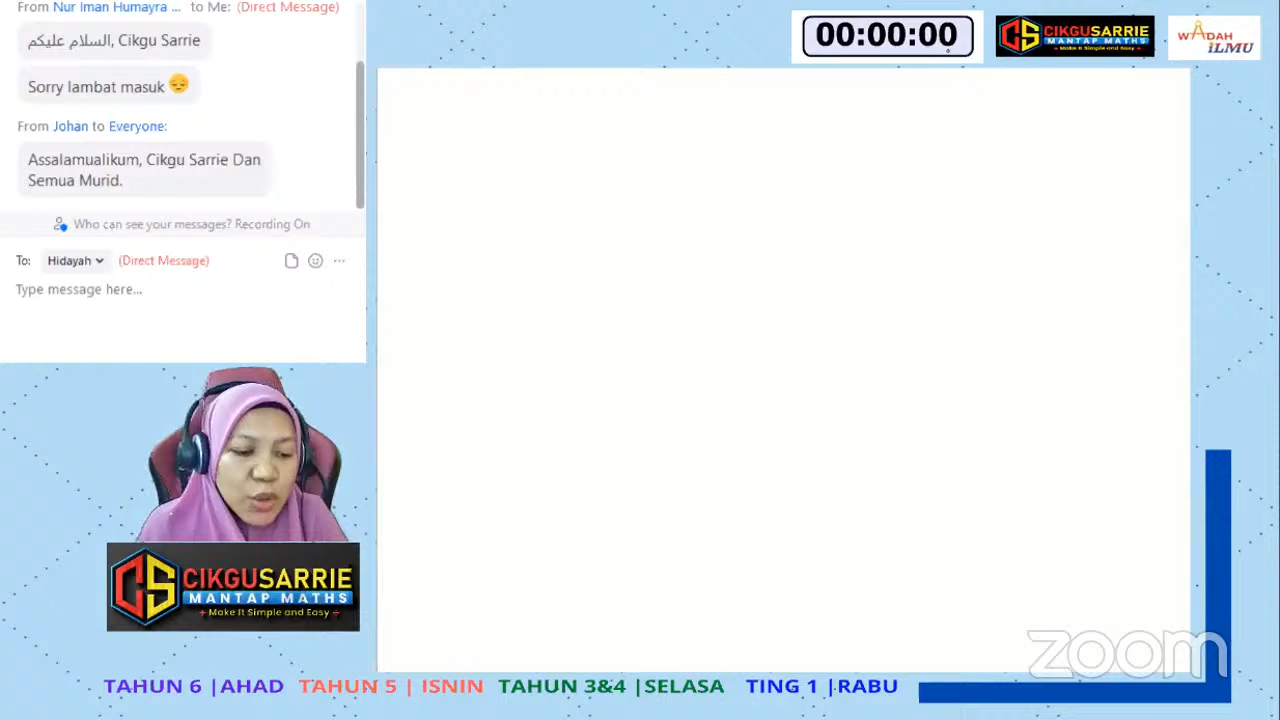 From Nur Iman Humayra ... to Me: (Direct Message)
السلام عليكم, Cikgu Sarrie
Sorry lambat masuk
From Johan to Everyone:
Assalamualikum, Cikgu Sarrie Dan
Semua Murid.
Who can see your messages? Recording On
To: Hidayah (Direct Message)
Type message here...
00:00:00
CS CIKGUSARRIE
MANTAP MATHS
Make It Simple and Easy
WADAH
ILMU
CS CIKGUSARRIE
MANTAP MATHS
+ Make It Simple and Easy +
zoom
TAHUN 6 |AHAD TAHUN 5 | ISNIN TAHUN 3&4 |SELASA TING 1 |RABU